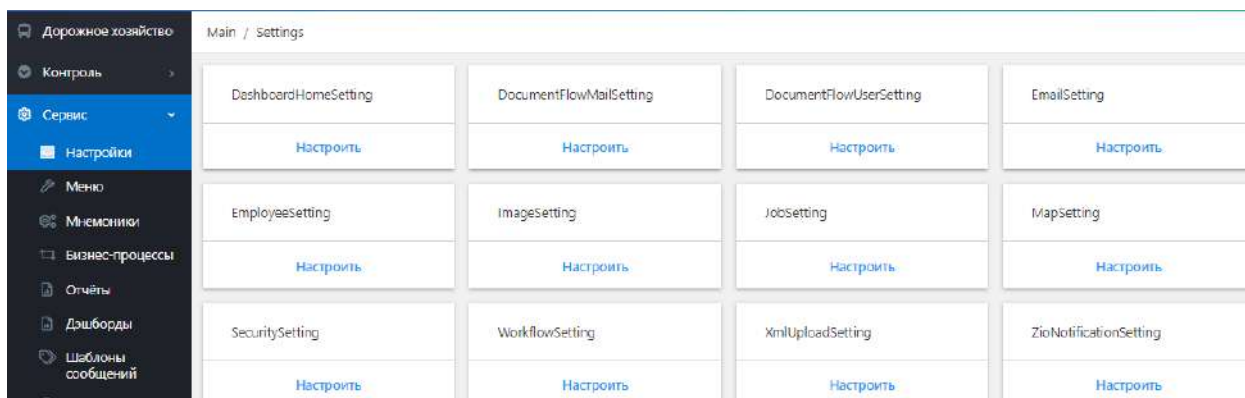 Дорожное хозяйство
Контроль
Сервис
Настройки
Меню
Мнемоники
Бизнес-процессы
Отчёты
Дэшборды
Шаблоны
сообщений
Main / Settings
DashboardHomeSetting
DocumentFlowMailSetting
DocumentFlowUserSetting
EmailSetting
Настроить
Настроить
Настроить
Настроить
EmployeeSetting
ImageSetting
JobSetting
MapSetting
Настроить
Настроить
Настроить
Настроить
SecuritySetting
WorkflowSetting
XmlUploadSetting
ZioNotificationSetting
Настроить
Настроить
Настроить
Настроить